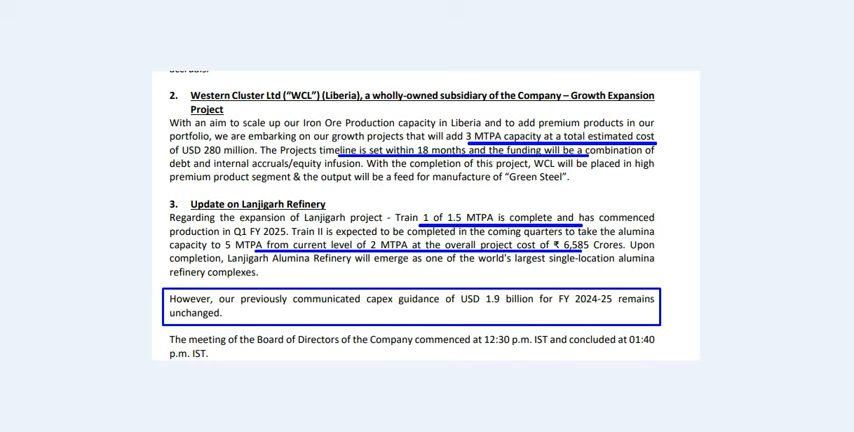 2. Western Cluster Ltd (“WCL”) (Liberia), a wholly-owned subsidiary of the Company – Growth Expansion
Project
With an aim to scale up our Iron Ore Production capacity in Liberia and to add premium products in our
portfolio, we are embarking on our growth projects that will add 3 MTPA capacity at a total estimated cost
of USD 280 million. The Projects timeline is set within 18 months and the funding will be a combination of
debt and internal accruals/equity infusion. With the completion of this project, WCL will be placed in high
premium product segment & the output will be a feed for manufacture of “Green Steel”.
3. Update on Lanjigarh Refinery
Regarding the expansion of Lanjigarh project - Train 1 of 1.5 MTPA is complete and has commenced
production in Q1 FY 2025. Train II is expected to be completed in the coming quarters to take the alumina
capacity to 5 MTPA from current level of 2 MTPA at the overall project cost of ₹ 6,585 Crores. Upon
completion, Lanjigarh Alumina Refinery will emerge as one of the world's largest single-location alumina
refinery complexes.
However, our previously communicated capex guidance of USD 1.9 billion for FY 2024-25 remains
unchanged.
The meeting of the Board of Directors of the Company commenced at 12:30 p.m. IST and concluded at 01:40
p.m. IST.